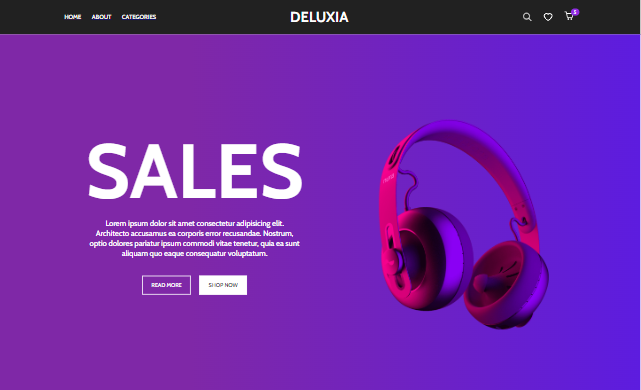 HOME ABOUT CATEGORIES DELUXIA
SALES
Lorem ipsum dolor sit amet consectetur adipisicing elit.
Architecto accusamus ea corporis error recusandae. Nostrum,
optio dolores pariatur ipsum commodi vitae tenetur, quia ea sunt
aliquam quo eaque consequatur voluptatum.
READ MORE SHOP NOW